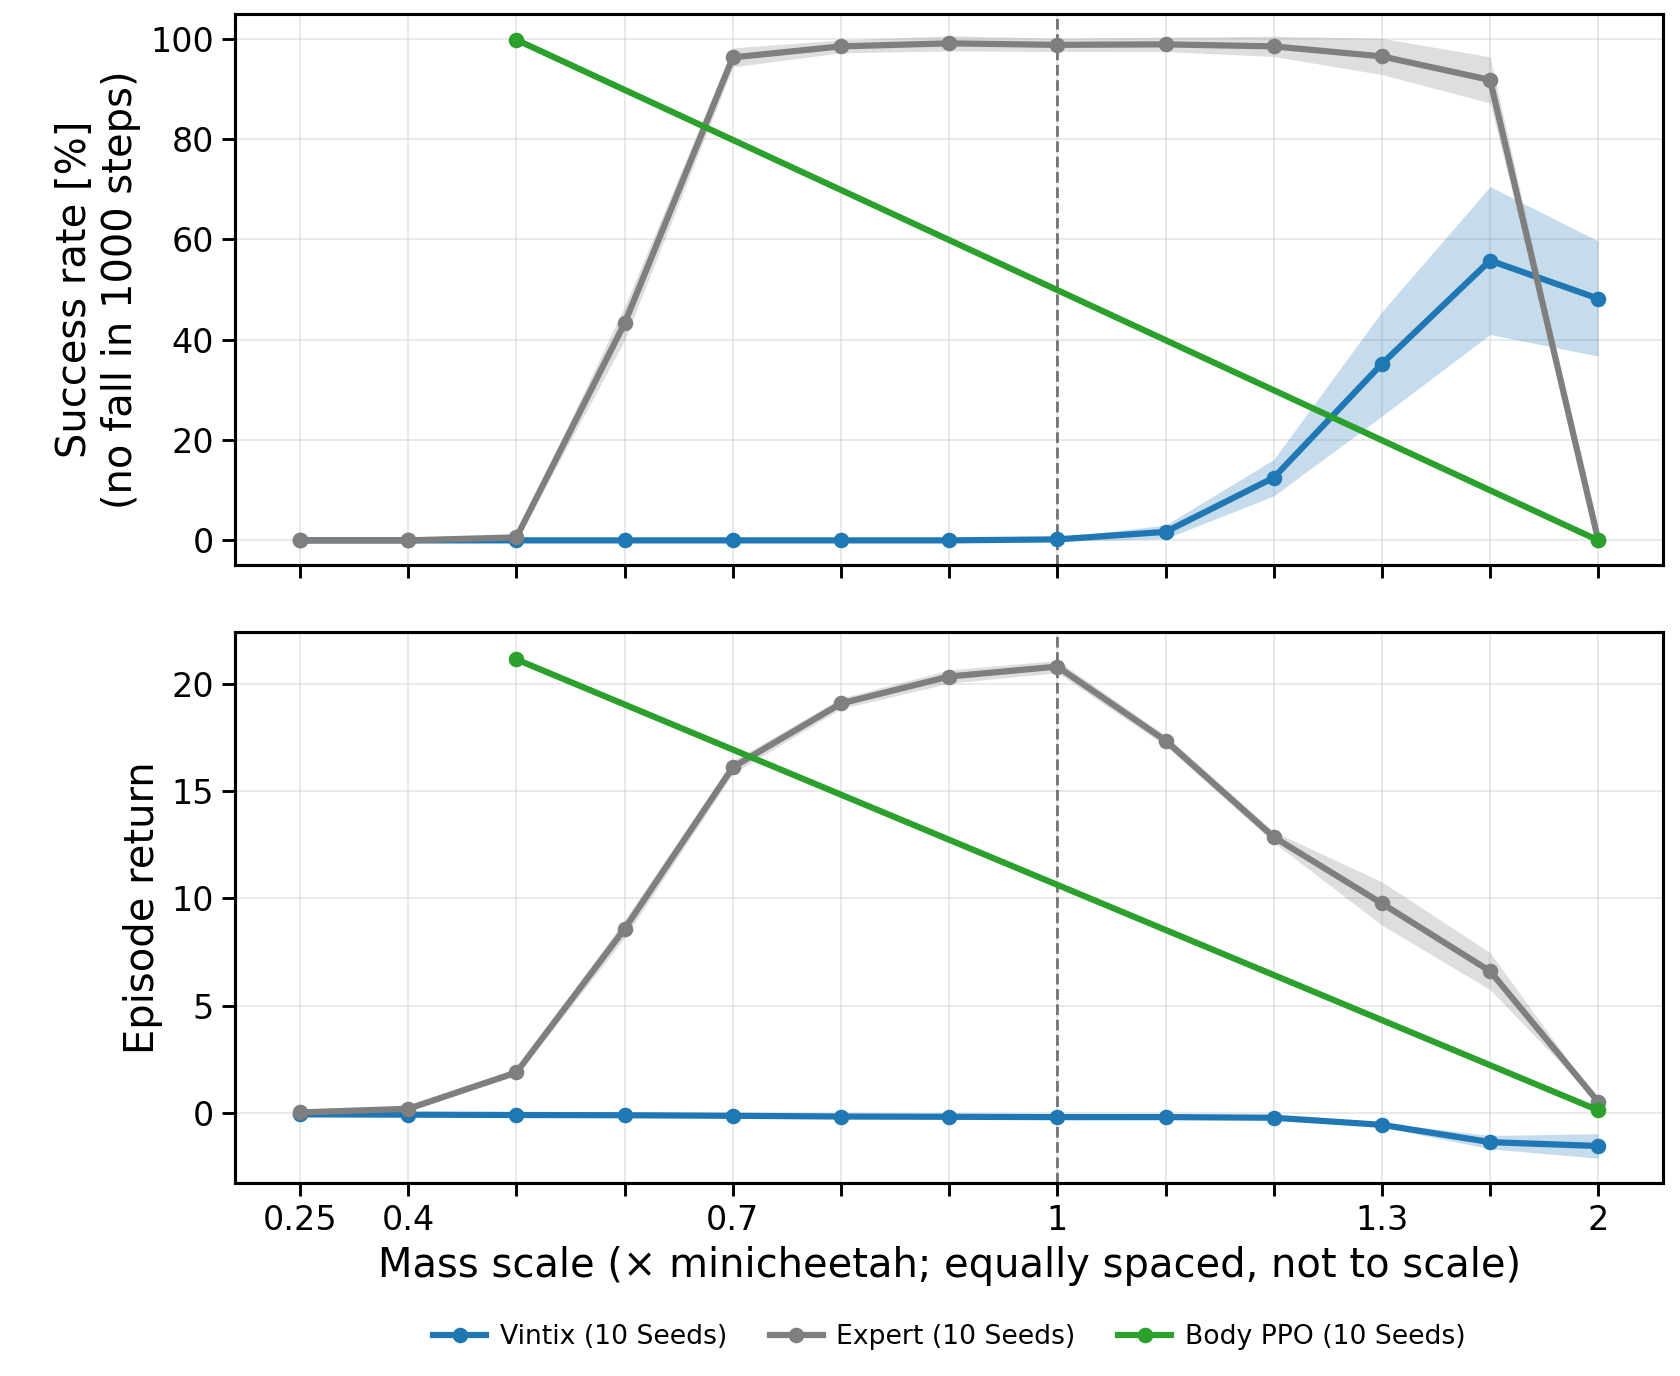 100
80
60
40
20
0
Success rate [%]
(no fall in 1000 steps)
20
15
10
5
0
Episode return
0.25 0.4 0.7 1 1.3 2
Mass scale (× minicheetah; equally spaced, not to scale)
Vintix (10 Seeds) Expert (10 Seeds) Body PPO (10 Seeds)